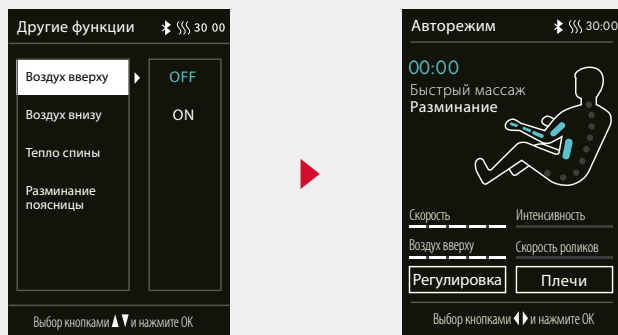 Другие функции 30 00
Воздух вверху OFF
Воздух внизу ON
Тепло спины
Разминание
поясницы
Выбор кнопками и нажмите OK
Авторежим 30:00
00:00
Быстрый массаж
Разминание
Скорость Интенсивность
Воздух вверху Скорость роликов
Регулировка Плечи
Выбор кнопками и нажмите OK